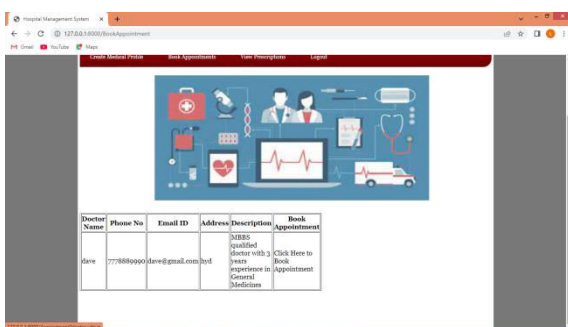 Hospital Management System
127.0.0.1:8000/BookAppointment
Gmail YouTube Maps
Create Medical Profile Book Appointments View Prescriptions Logout
Doctor Name Phone No Email ID Address Description Book Appointment
dave 7778889990 dave@gmail.com hyd MBBS qualified doctor with 3 years experience in General Medicines Click Here to Book Appointment